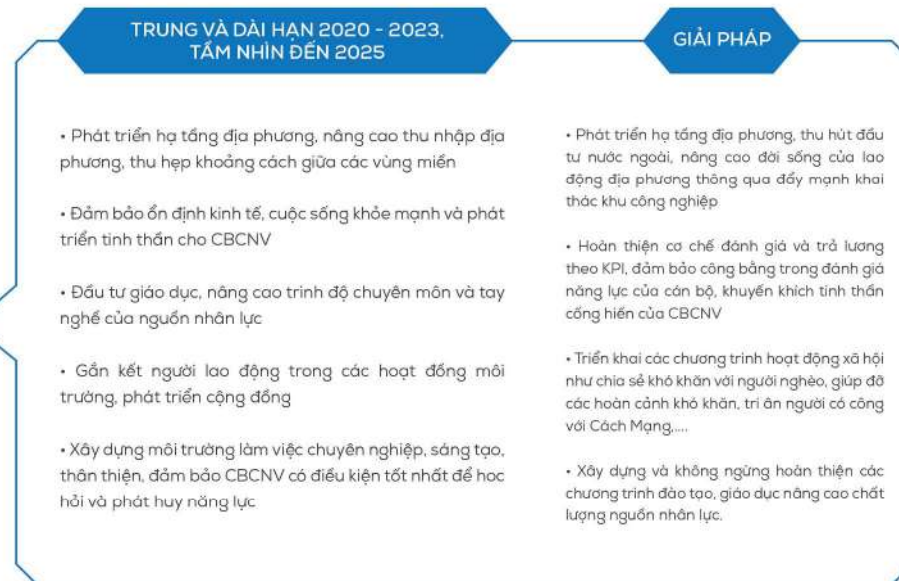 TRUNG VÀ DÀI HẠN 2020 - 2023,
TẦM NHÌN ĐẾN 2025
• Phát triển hạ tầng địa phương, nâng cao thu nhập địa
phương, thu hẹp khoảng cách giữa các vùng miền
• Đảm bảo ổn định kinh tế, cuộc sống khỏe mạnh và phát
triển tinh thần cho CBCNV
• Đầu tư giáo dục, nâng cao trình độ chuyên môn và tay
nghề của nguồn nhân lực
• Gắn kết người lao động trong các hoạt đồng môi
trường, phát triển cộng đồng
• Xây dựng môi trường làm việc chuyên nghiệp, sáng tạo,
thân thiện, đảm bảo CBCNV có điều kiện tốt nhất để học
hỏi và phát huy năng lực
GIẢI PHÁP
• Phát triển hạ tầng địa phương, thu hút đầu
tư nước ngoài, nâng cao đời sống của lao
động địa phương thông qua đẩy mạnh khai
thác khu công nghiệp
• Hoàn thiện cơ chế đánh giá và trả lương
theo KPI, đảm bảo công bằng trong đánh giá
năng lực của cán bộ, khuyến khích tinh thần
cống hiến của CBCNV
• Triển khai các chương trình hoạt động xã hội
như chia sẻ khó khăn với người nghèo, giúp đỡ
các hoàn cảnh khó khăn, tri ân người có công
với Cách Mạng,....
• Xây dựng và không ngừng hoàn thiện các
chương trình đào tạo, giáo dục nâng cao chất
lượng nguồn nhân lực.